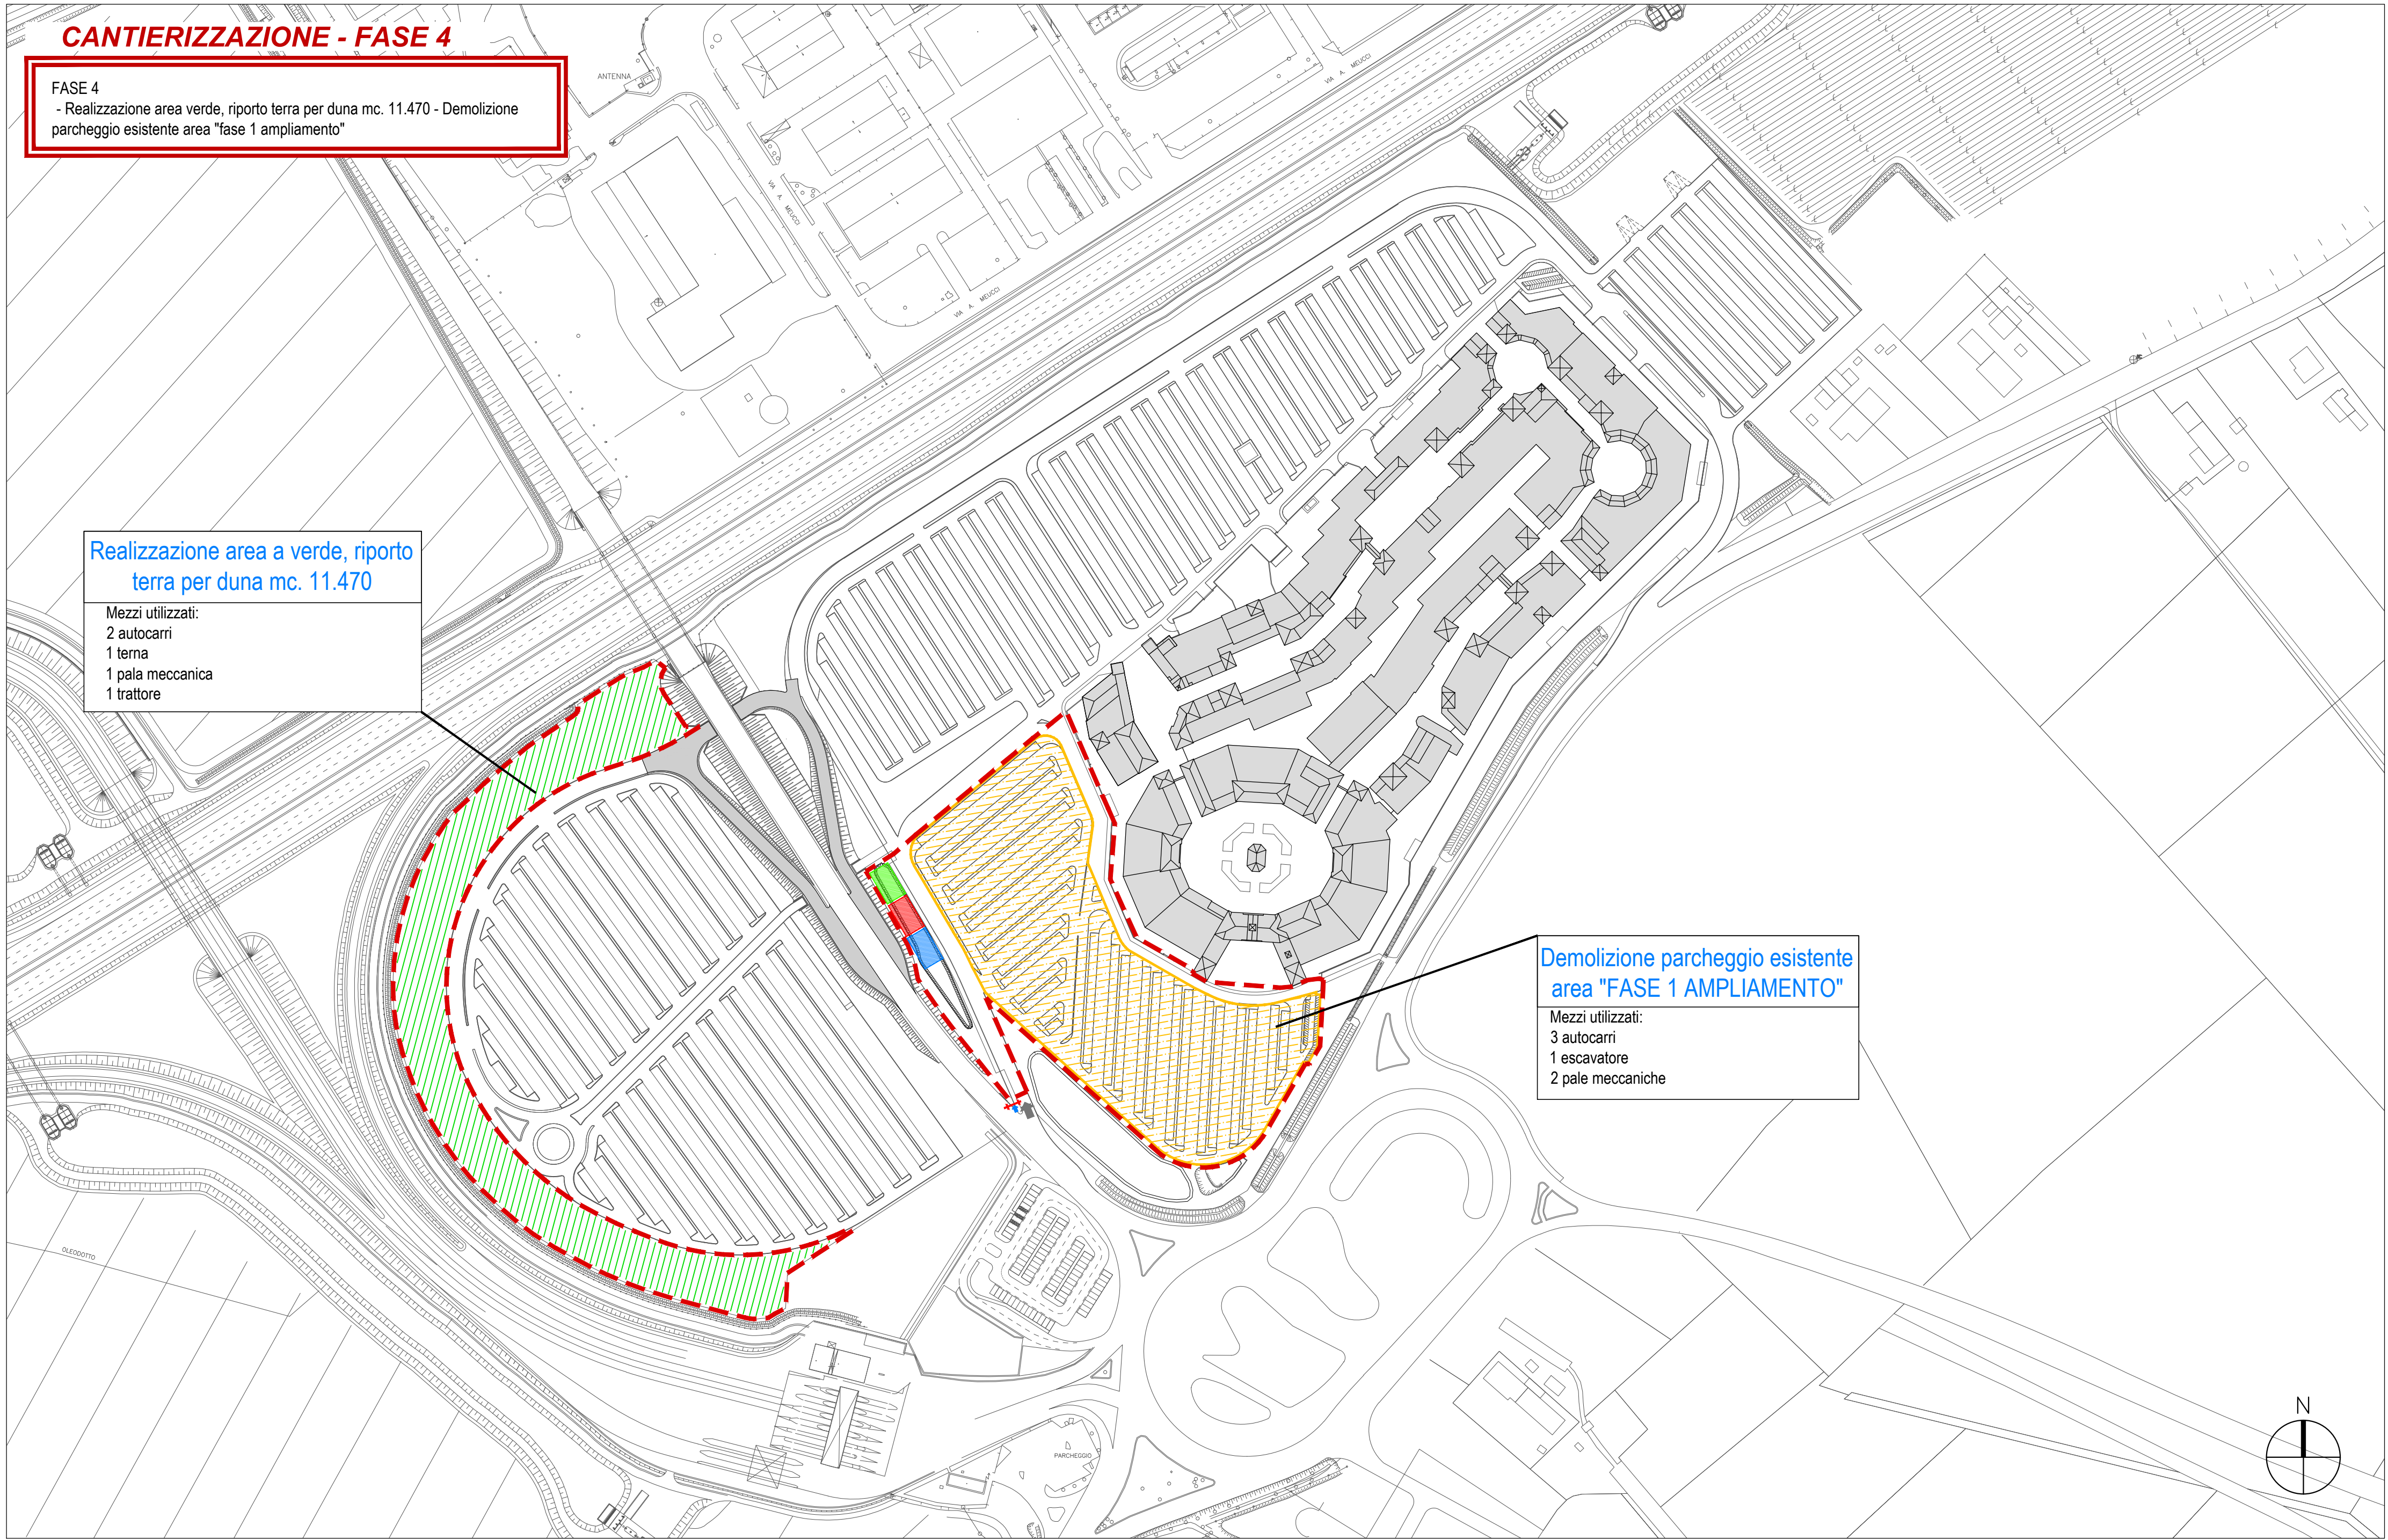 CANTIERIZZAZIONE - FASE 4
FASE 4
- Realizzazione area verde, riporto terra per duna mc. 11.470 - Demolizione
parcheggio esistente area "fase 1 ampliamento"
ANTENNA
VIA A. MEUCCI
VIA A. MEUCCI
VIA A. MEUCCI
Realizzazione area a verde, riporto
terra per duna mc. 11.470
Mezzi utilizzati:
2 autocarri
1 terna
1 pala meccanica
1 trattore
Demolizione parcheggio esistente
area "FASE 1 AMPLIAMENTO"
Mezzi utilizzati:
3 autocarri
1 escavatore
2 pale meccaniche
OLEODOTTO
PARCHEGGIO
N